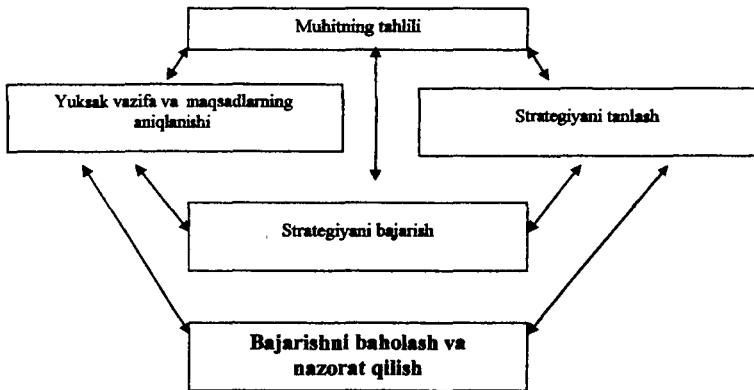 Muhitning tahlili
Yuksak vazifa va maqsadlarning
aniqlanishi
Strategiyani tanlash
Strategiyani bajarish
Bajarishni baholash va
nazorat qilish